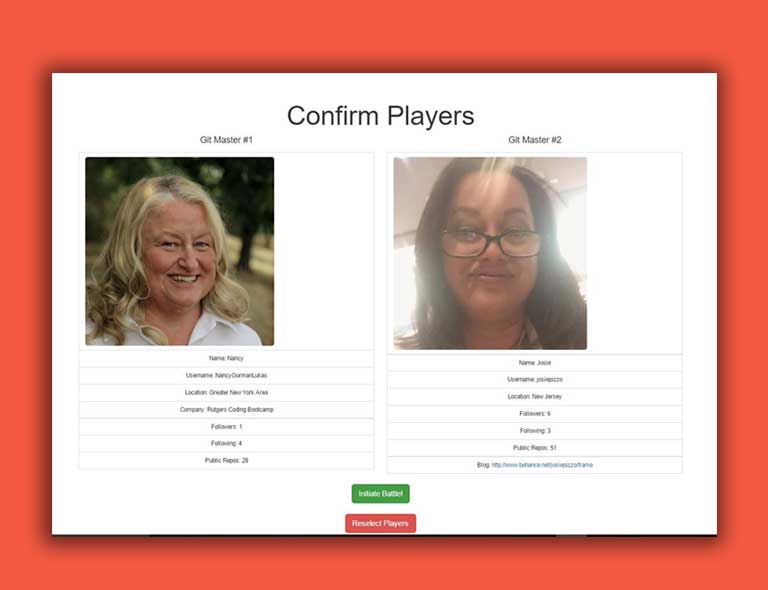 Confirm Players
Git Master #1
Name: Nancy
Username: NancyGormanLukas
Location: Greater New York Area
Company: Rutgers Coding Bootcamp
Followers: 1
Following: 4
Public Repos: 28
Git Master #2
Name: Josie
Username: josiepizzo
Location: New Jersey
Followers: 6
Following: 3
Public Repos: 51
Blog: http://www.behance.net/josiepizzo/frame
Initiate Battle!
Reselect Players